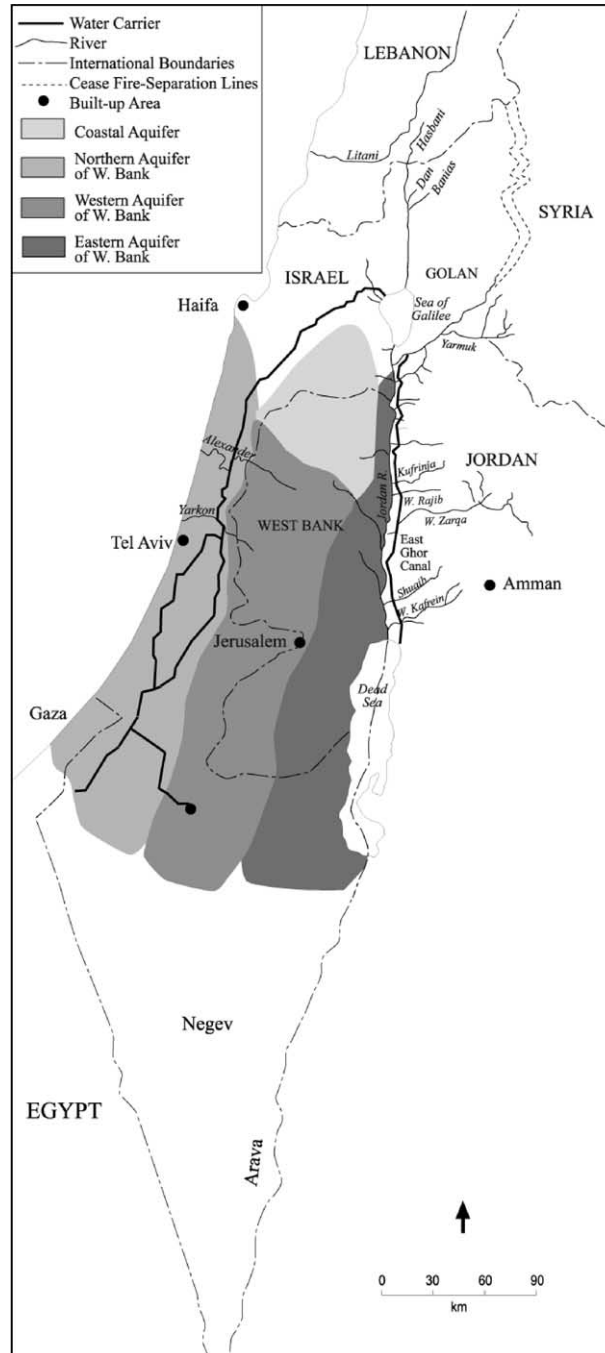 Water Carrier
River
International Boundaries
Cease Fire-Separation Lines
Built-up Area
Coastal Aquifer
Northern Aquifer
of W. Bank
Western Aquifer
of W. Bank
Eastern Aquifer
of W. Bank
LEBANON
Hasbani
Litani
Dan
Banias
SYRIA
ISRAEL
GOLAN
Haifa
Sea of
Galilee
Yarmuk
Alexander
Kufrinja
JORDAN
Jordan R.
W. Rajib
Yarkon
WEST BANK
W. Zarqa
Tel Aviv
East
Ghor
Canal
Shuaib
Amman
W. Kafrein
Jerusalem
Dead
Sea
Gaza
Negev
EGYPT
Arava
0 30 60 90
km